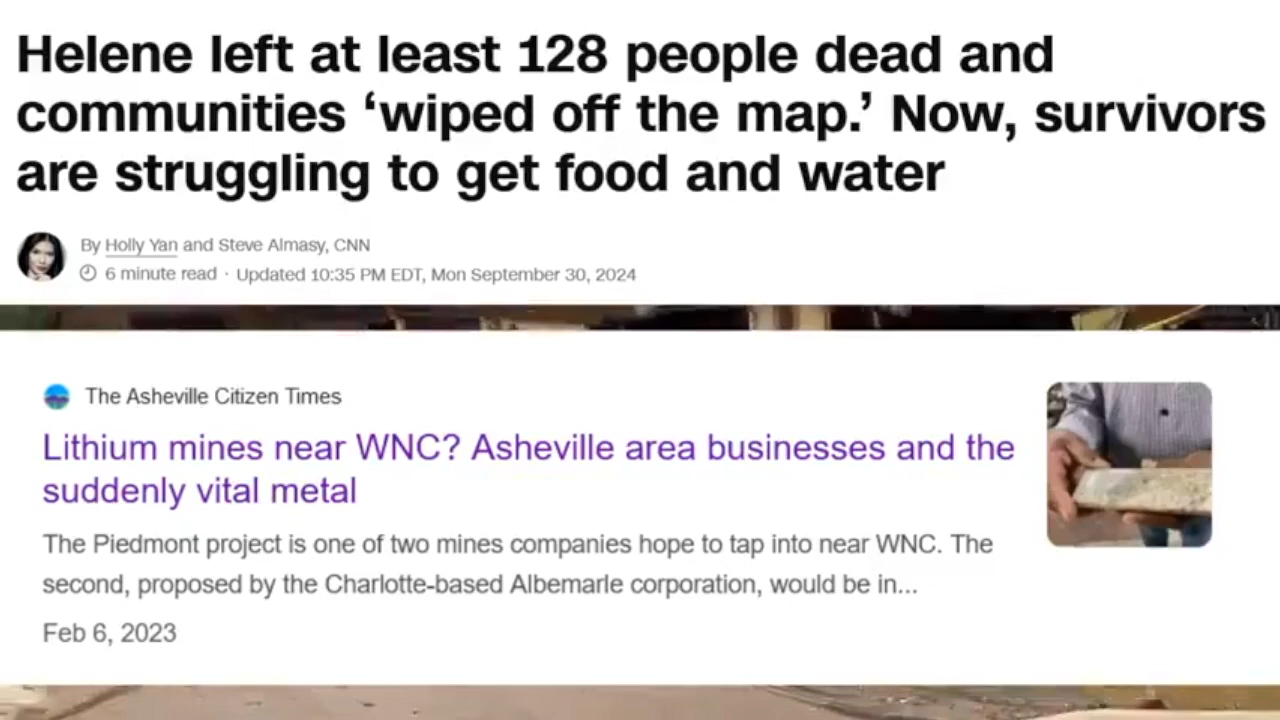 Helene left at least 128 people dead and
communities ‘wiped off the map.’ Now, survivors
are struggling to get food and water
By Holly Yan and Steve Almasy, CNN
6 minute read · Updated 10:35 PM EDT, Mon September 30, 2024
The Asheville Citizen Times
Lithium mines near WNC? Asheville area businesses and the
suddenly vital metal
The Piedmont project is one of two mines companies hope to tap into near WNC. The
second, proposed by the Charlotte-based Albemarle corporation, would be in...
Feb 6, 2023